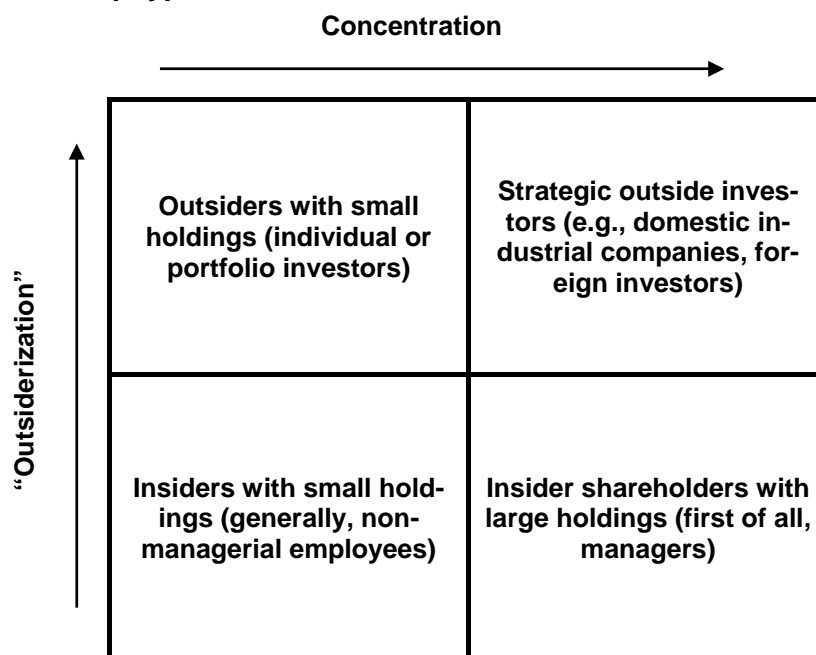 Concentration
Outsiders with small
holdings (individual or
portfolio investors)
Strategic outside inves-
tors (e.g., domestic in-
dustrial companies, for-
eign investors)
“Outsiderization”
Insiders with small hold-
ings (generally, non-
managerial employees)
Insider shareholders with
large holdings (first of all,
managers)